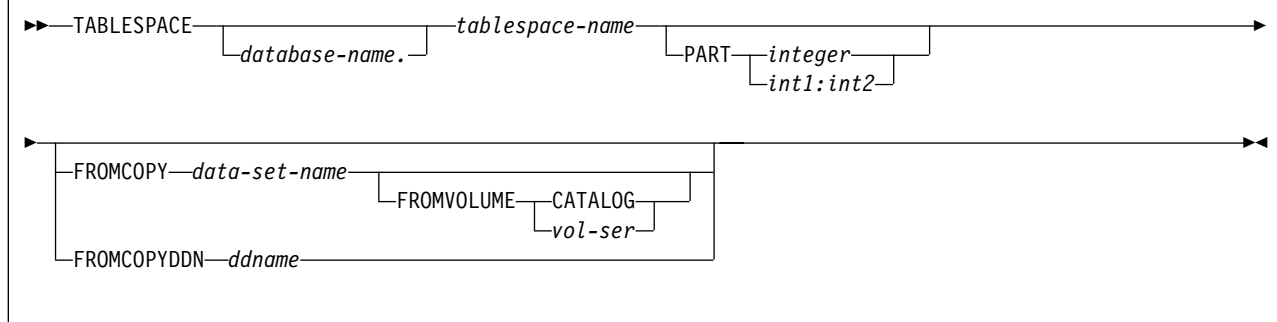 TABLESPACE tablespace-name
database-name. PART integer
int1:int2
FROMCOPY data-set-name
FROMVOLUME CATALOG
vol-ser
FROMCOPYDDN ddname